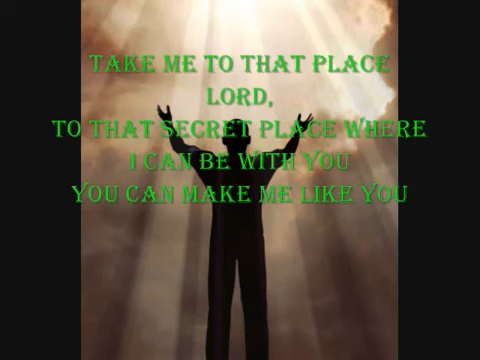 TAKE ME TO THAT PLACE
LORD,
TO THAT SECRET PLACE WHERE
I CAN BE WITH YOU
YOU CAN MAKE ME LIKE YOU